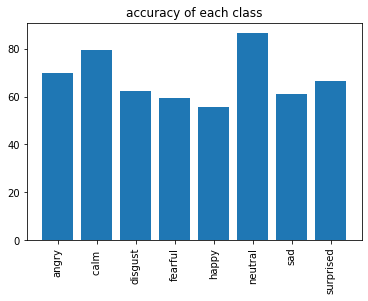 accuracy of each class
80
60
40
20
0
angry
calm
disgust
fearful
happy
neutral
sad
surprised